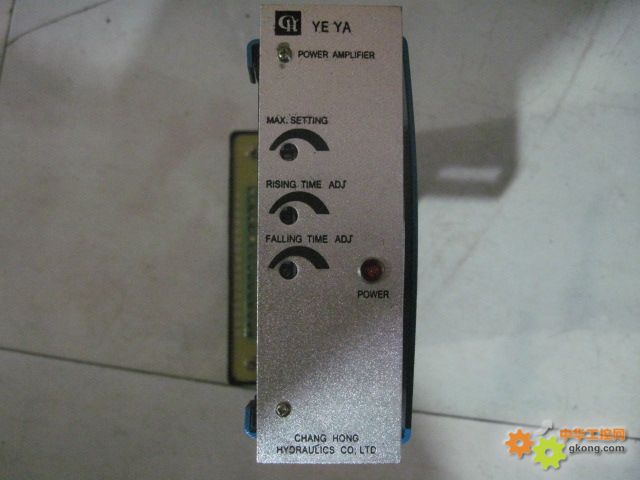 CH YE YA
POWER AMPLIFIER
MAX. SETTING
RISING TIME ADJ
FALLING TIME ADJ
POWER
CHANG HONG
HYDRAULICS CO, LTD
中华工控网
gkong.com